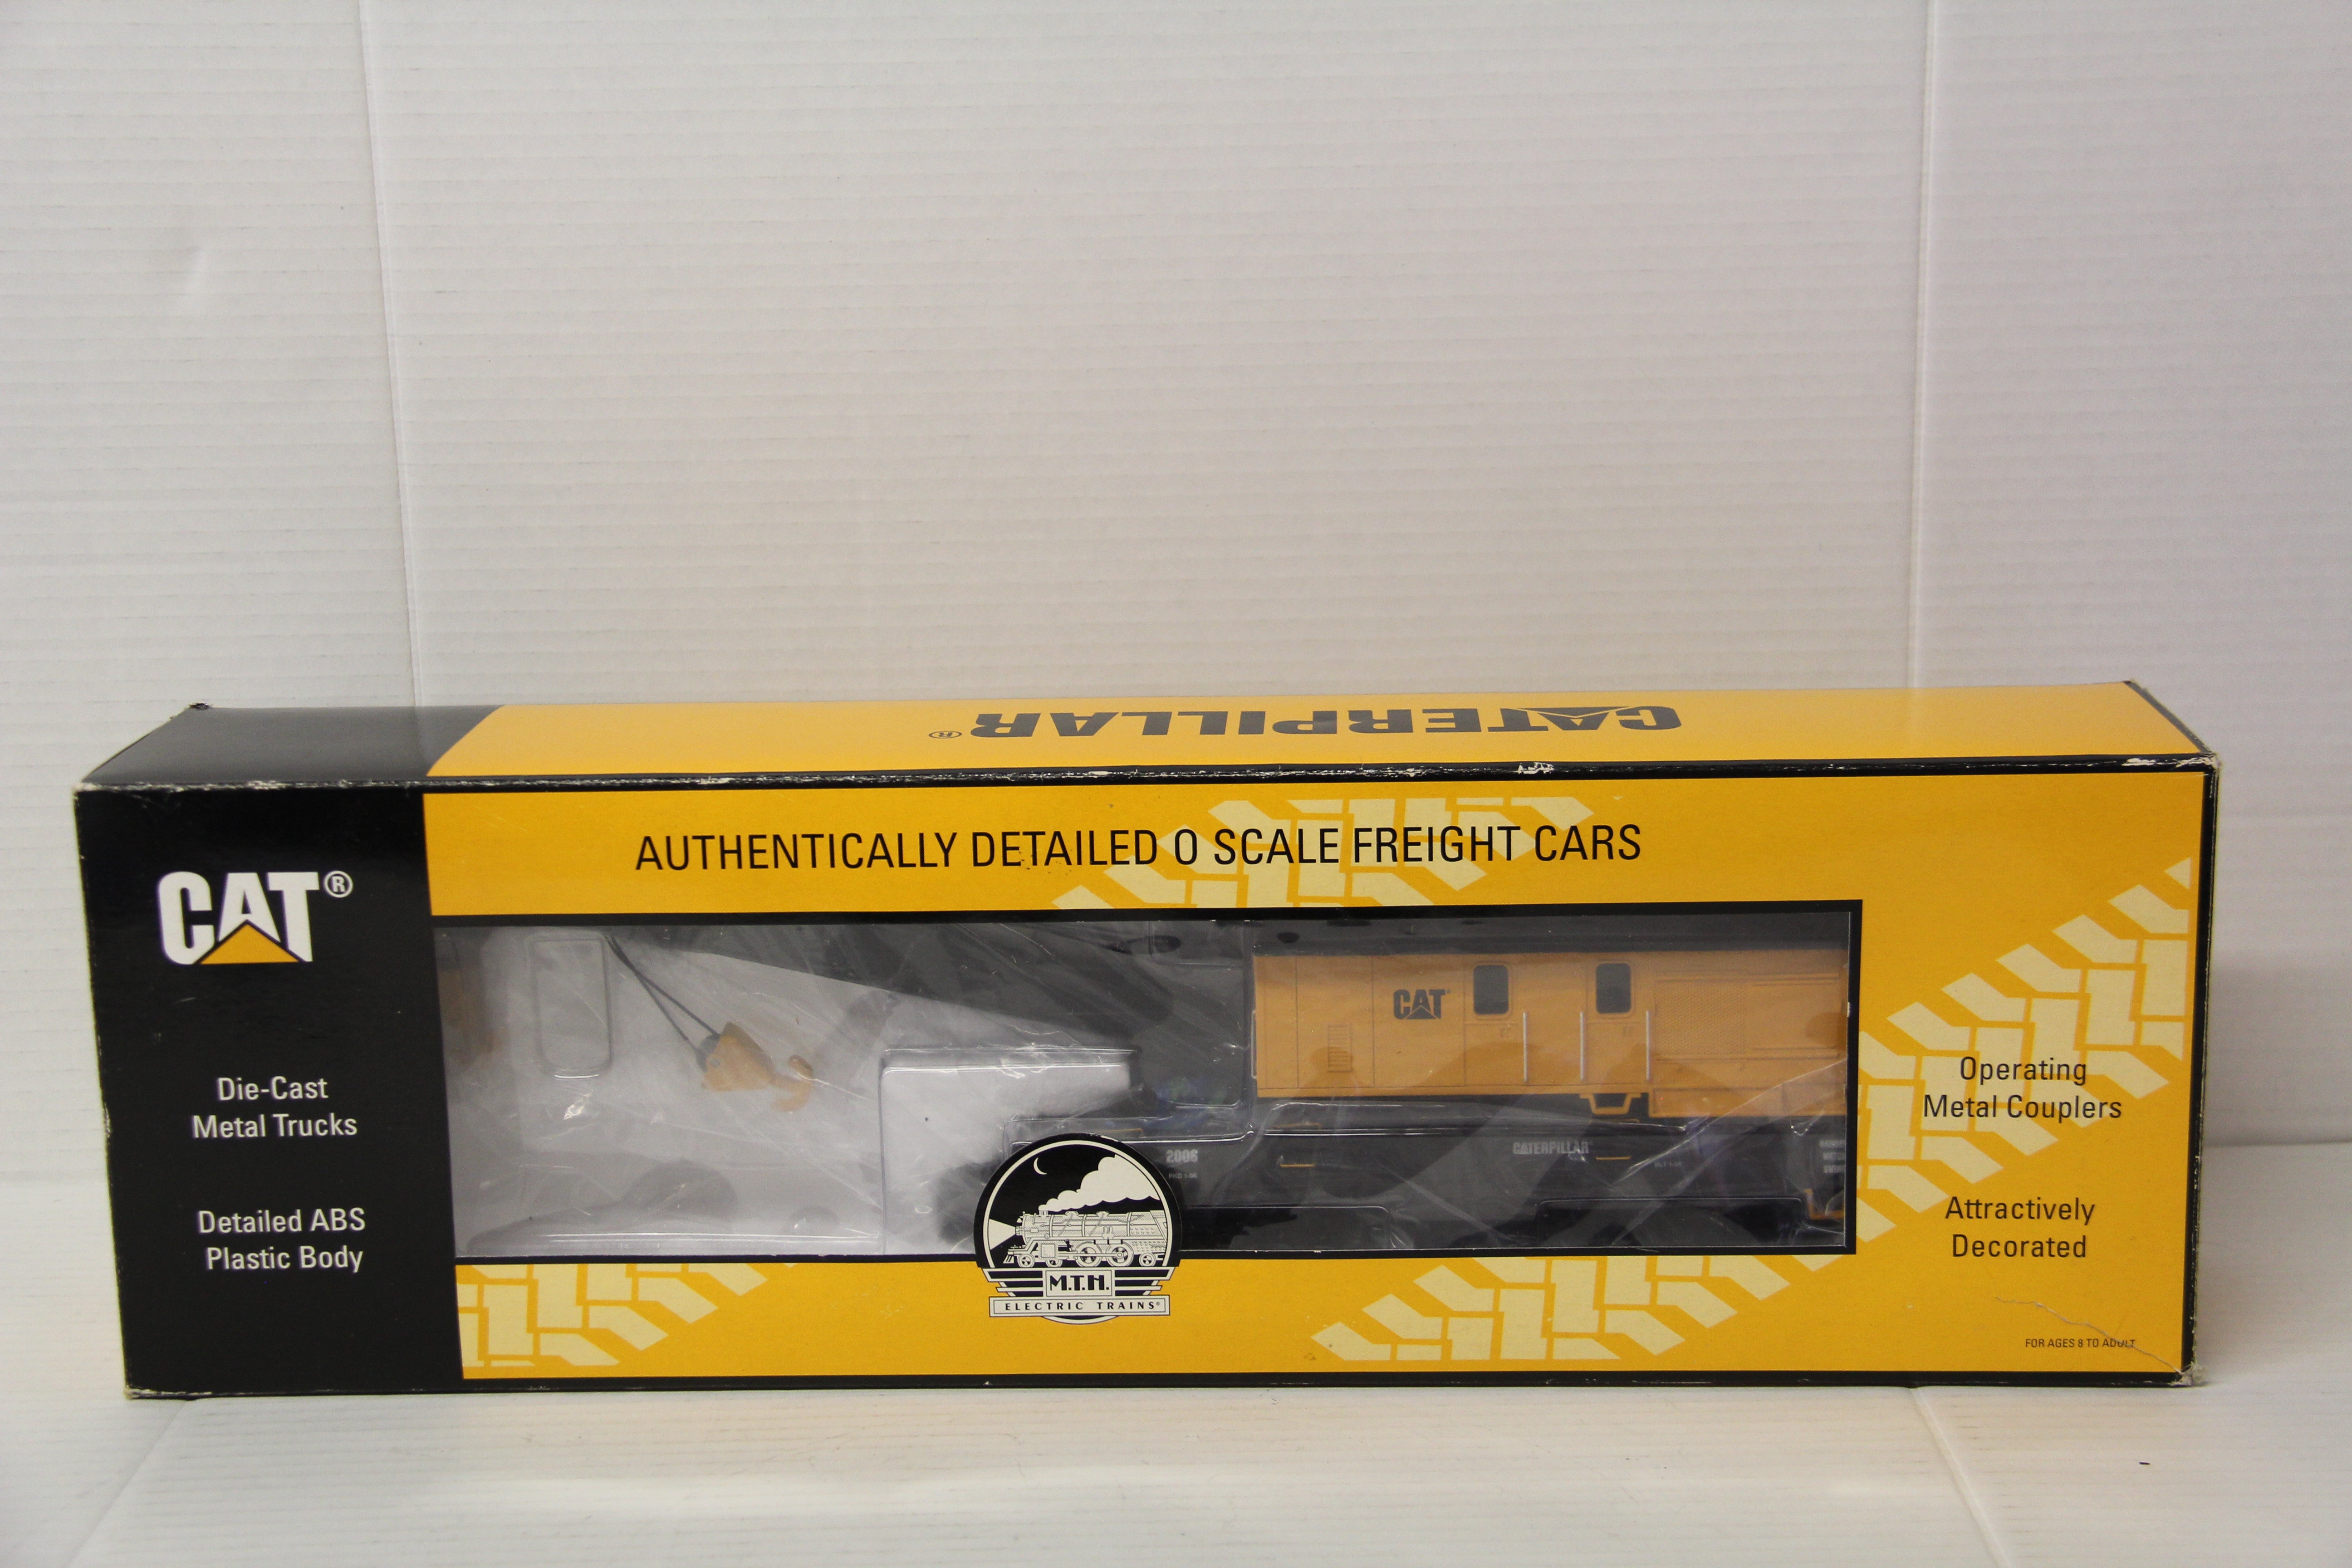 CATERPILLAR®
AUTHENTICALLY DETAILED O SCALE FREIGHT CARS
CAT®
Die-Cast
Metal Trucks
Detailed ABS
Plastic Body
CAT
2006
CATERPILLAR
Operating
Metal Couplers
Attractively
Decorated
M.T.H.
ELECTRIC TRAINS®
FOR AGES 8 TO ADULT